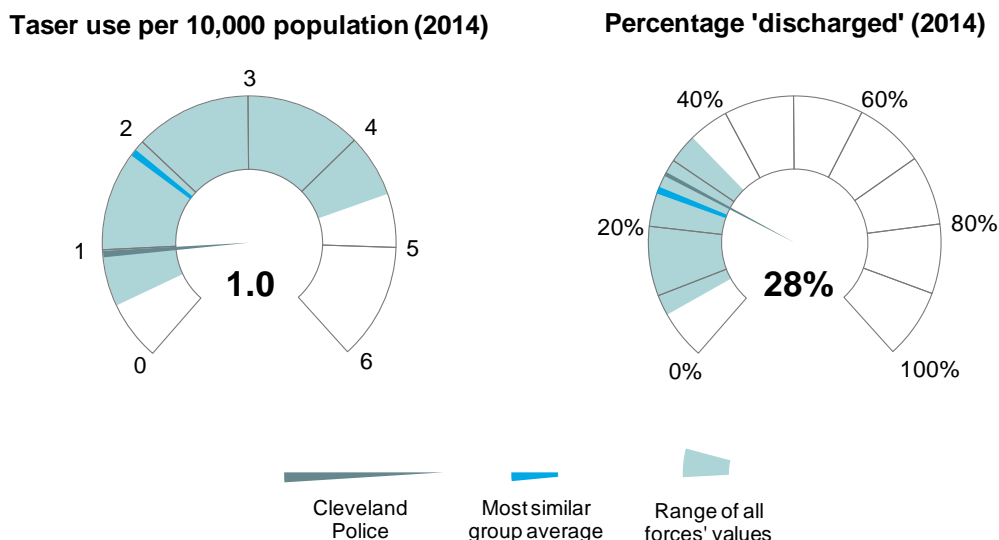 Taser use per 10,000 population (2014)
0
1
2
3
4
5
6
1.0
Percentage 'discharged' (2014)
0%
20%
40%
60%
80%
100%
28%
Cleveland
Police
Most similar
group average
Range of all
forces' values